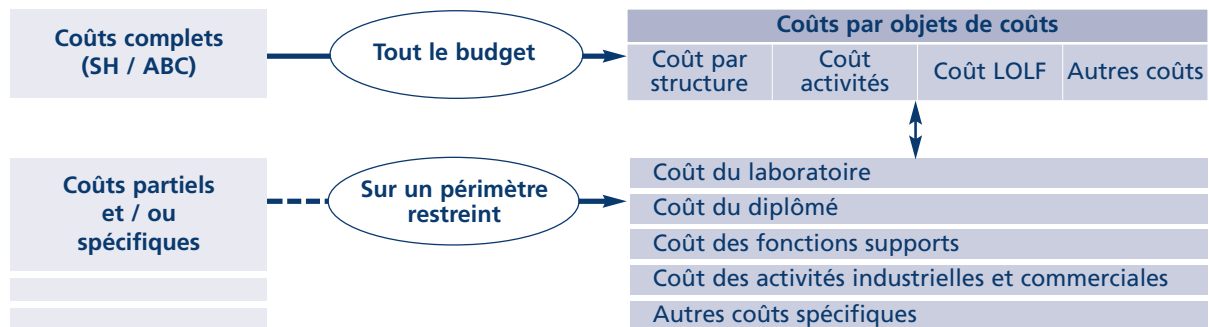 Coûts complets
(SH / ABC)
Tout le budget
Coûts par objets de coûts
Coût par
structure
Coût
activités
Coût LOLF
Autres coûts
Coûts partiels
et / ou
spécifiques
Sur un périmètre
restreint
Coût du laboratoire
Coût du diplômé
Coût des fonctions supports
Coût des activités industrielles et commerciales
Autres coûts spécifiques